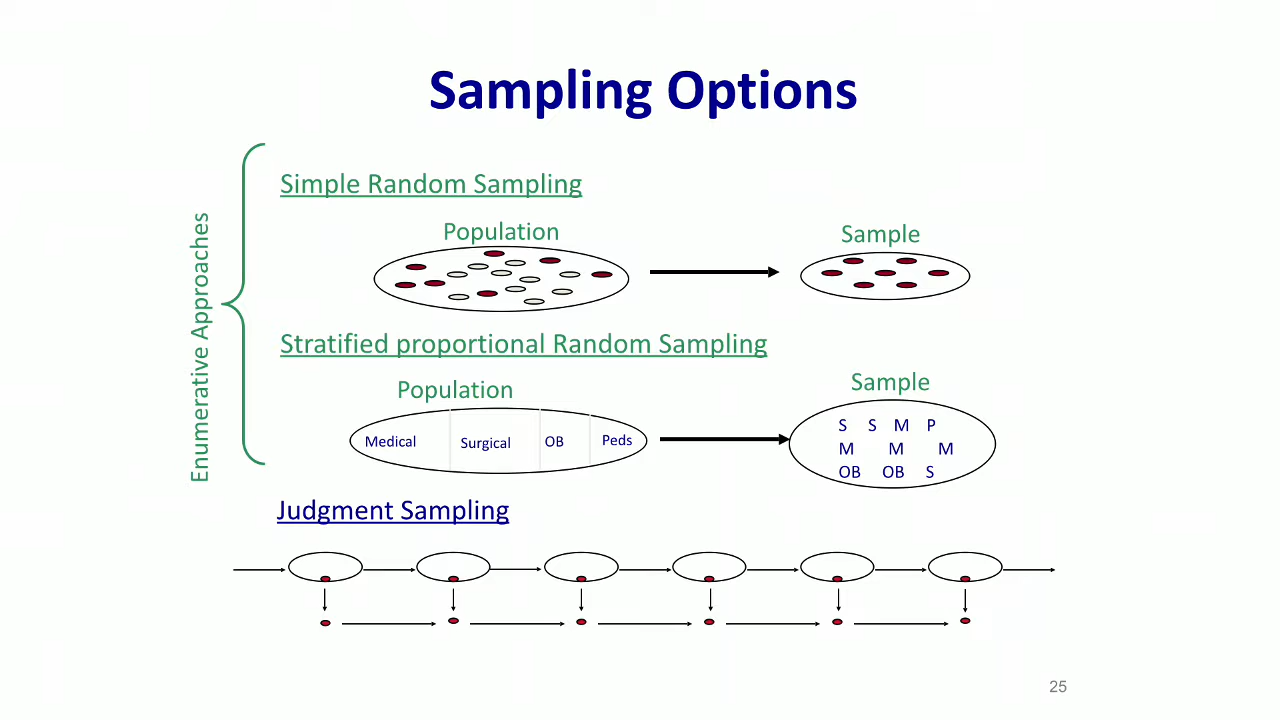 Sampling Options
Enumerative Approaches
Simple Random Sampling
Population
Sample
Stratified proportional Random Sampling
Population
Sample
Medical Surgical OB Peds
S S M P
M M M
OB OB S
Judgment Sampling
25